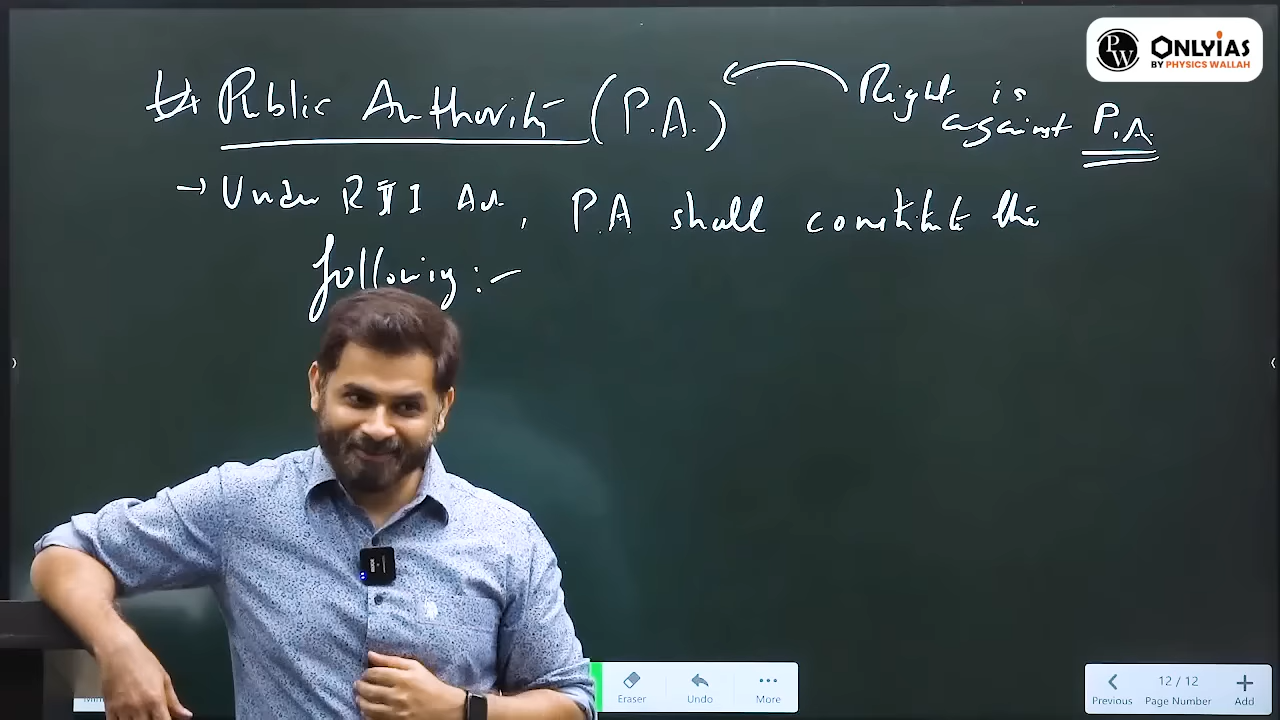 Public Authority (P.A.)
Right is
against P.A.
→ Under RTI Act, P.A shall constitute the
following:-
PW ONLYIAS
BY PHYSICS WALLAH
Eraser Undo More
12 / 12
Previous Page Number Add